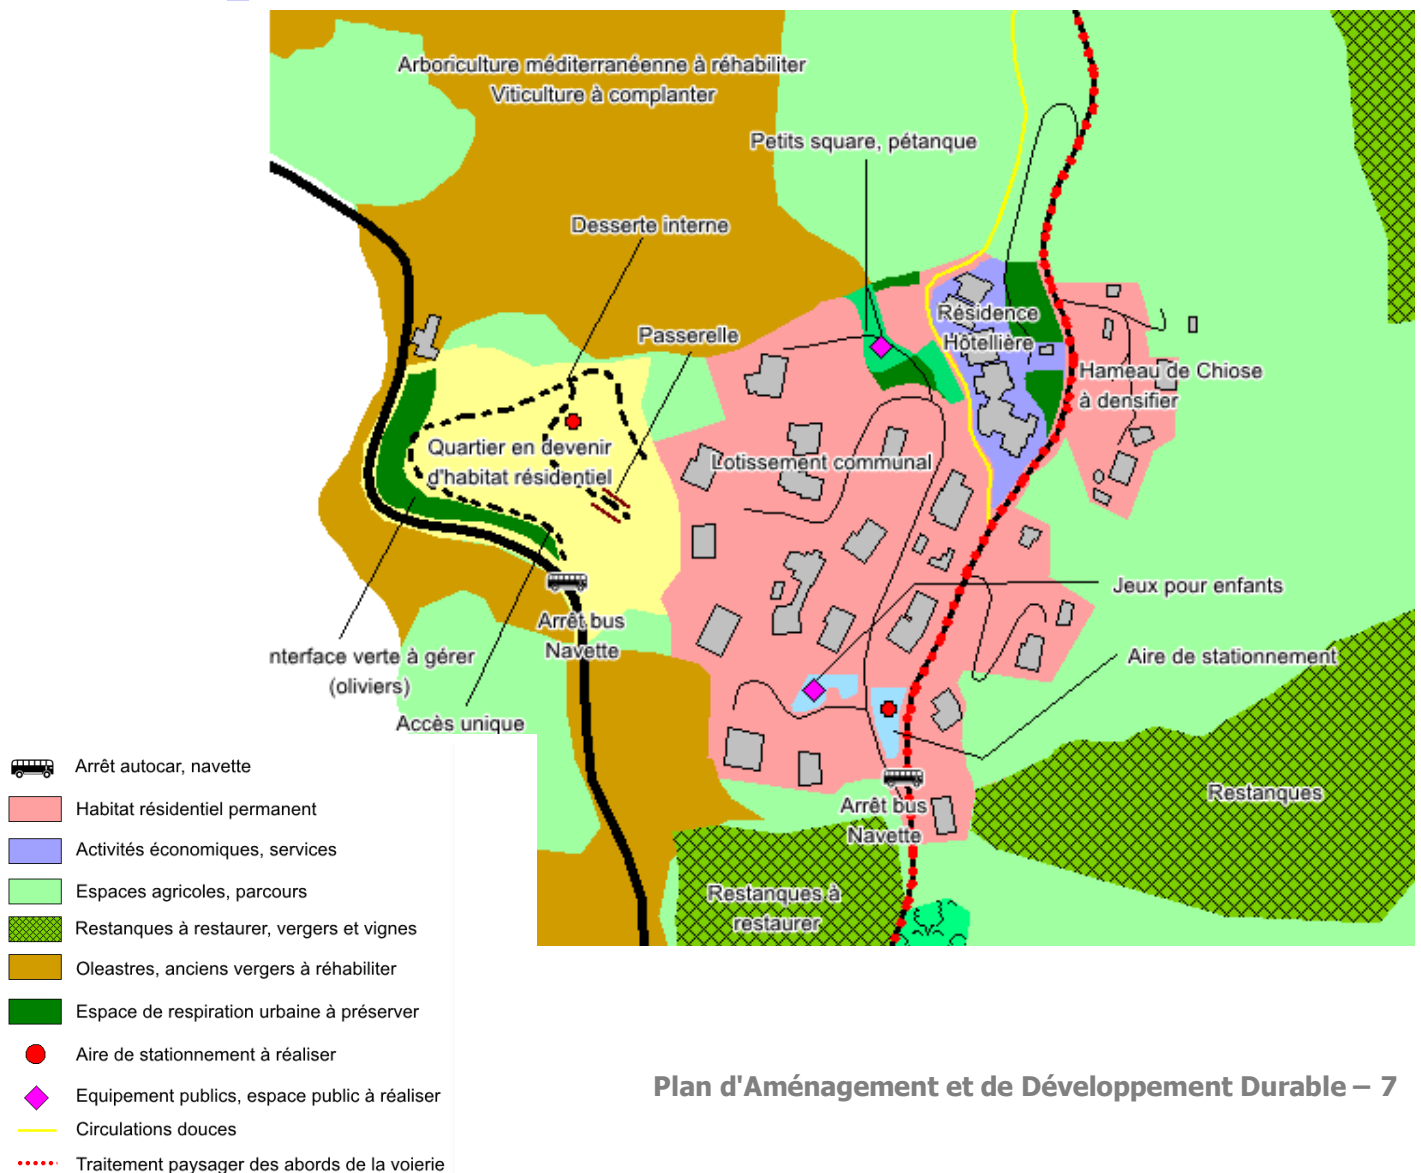 Arboriculture méditerranéenne à réhabiliter
Viticulture à complanter
Petits square, pétanque
Desserte interne
Passerelle
Résidence
Hôtellière
Hameau de Chiose
à densifier
Quartier en devenir
d'habitat résidentiel
Lotissement communal
Jeux pour enfants
Arrêt bus
Navette
nterface verte à gérer
(oliviers)
Aire de stationnement
Accès unique
Arrêt bus
Navette
Restanques
Restanques à
restaurer
Arrêt autocar, navette
Habitat résidentiel permanent
Activités économiques, services
Espaces agricoles, parcours
Restanques à restaurer, vergers et vignes
Oleastres, anciens vergers à réhabiliter
Espace de respiration urbaine à préserver
Aire de stationnement à réaliser
Equipement publics, espace public à réaliser
Circulations douces
Traitement paysager des abords de la voierie
Plan d'Aménagement et de Développement Durable – 7